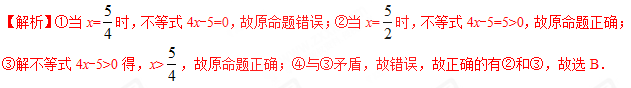 【解析】①当 x=5/4 时,不等式 4x−5=0,故原命题错误;②当 x=5/2 时,不等式 4x−5=5>0,故原命题正确;
③解不等式 4x−5>0 得,x>5/4,故原命题正确;④与③矛盾,故错误,故正确的有②和③,故选 B.